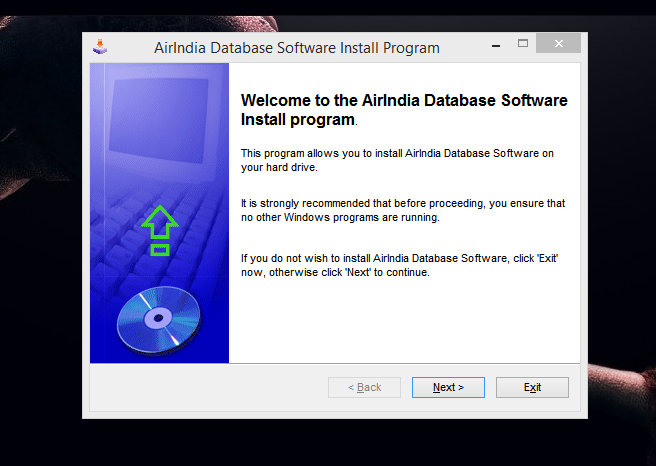 AirIndia Database Software Install Program
Welcome to the AirIndia Database Software
Install program.
This program allows you to install AirIndia Database Software on
your hard drive.
It is strongly recommended that before proceeding, you ensure that
no other Windows programs are running.
If you do not wish to install AirIndia Database Software, click 'Exit'
now, otherwise click 'Next' to continue.
< Back Next > Exit